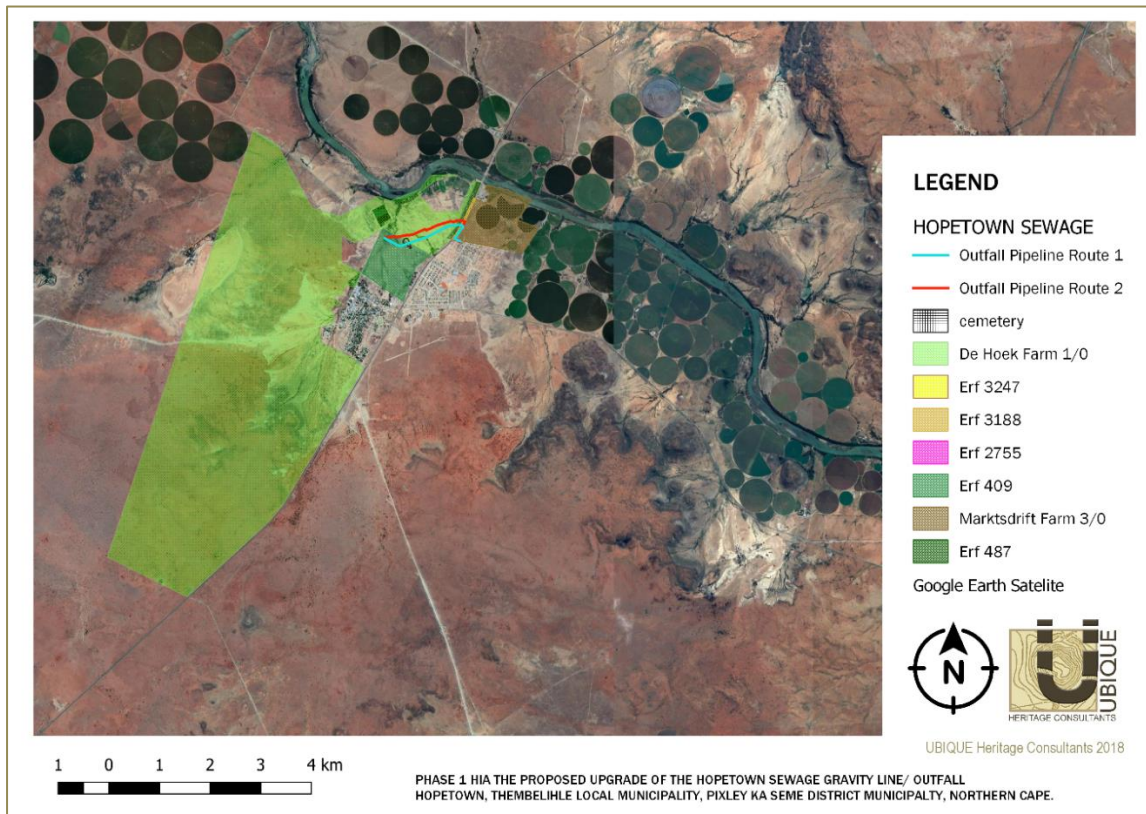 LEGEND
HOPETOWN SEWAGE
Outfall Pipeline Route 1
Outfall Pipeline Route 2
cemetery
De Hoek Farm 1/0
Erf 3247
Erf 3188
Erf 2755
Erf 409
Marktsdrift Farm 3/0
Erf 487
Google Earth Satelite
N
UBIQUE
HERITAGE CONSULTANTS
UBIQUE Heritage Consultants 2018
1 0 1 2 3 4 km
PHASE 1 HIA THE PROPOSED UPGRADE OF THE HOPETOWN SEWAGE GRAVITY LINE/ OUTFALL
HOPETOWN, THEMBELIHLE LOCAL MUNICIPALITY, PIXLEY KA SEME DISTRICT MUNICIPALTY, NORTHERN CAPE.